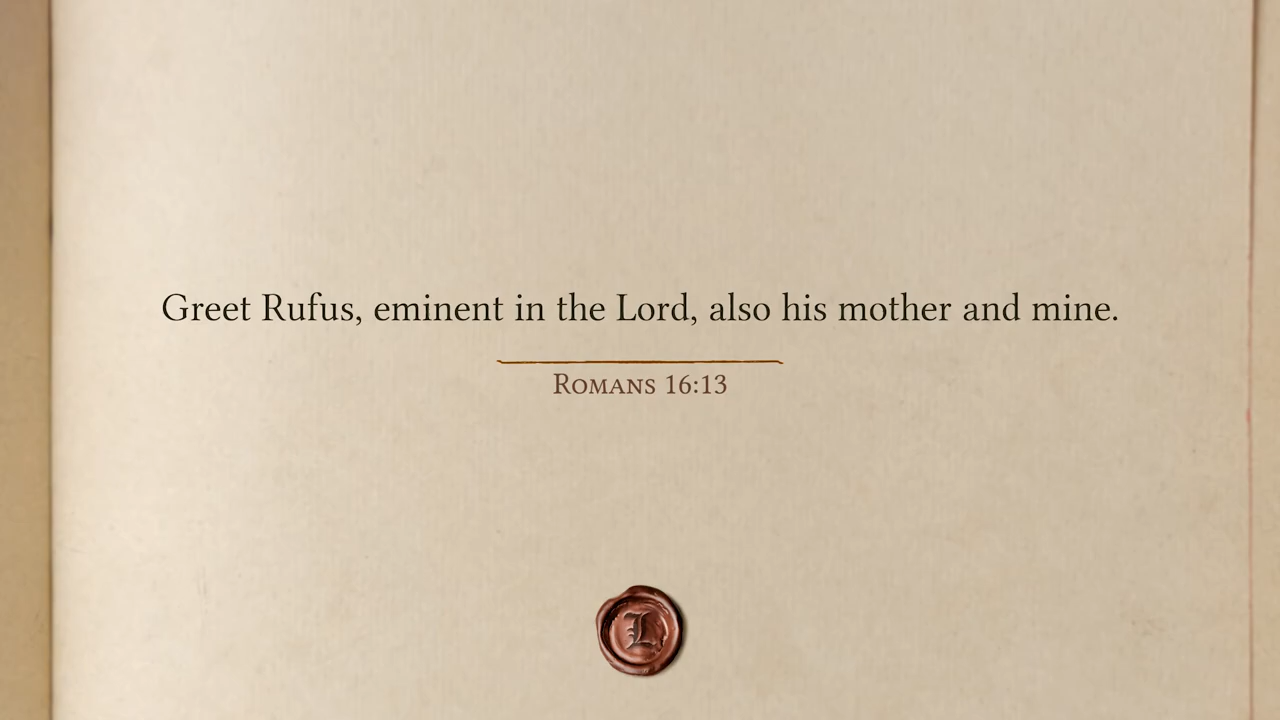 Greet Rufus, eminent in the Lord, also his mother and mine.
Romans 16:13
L